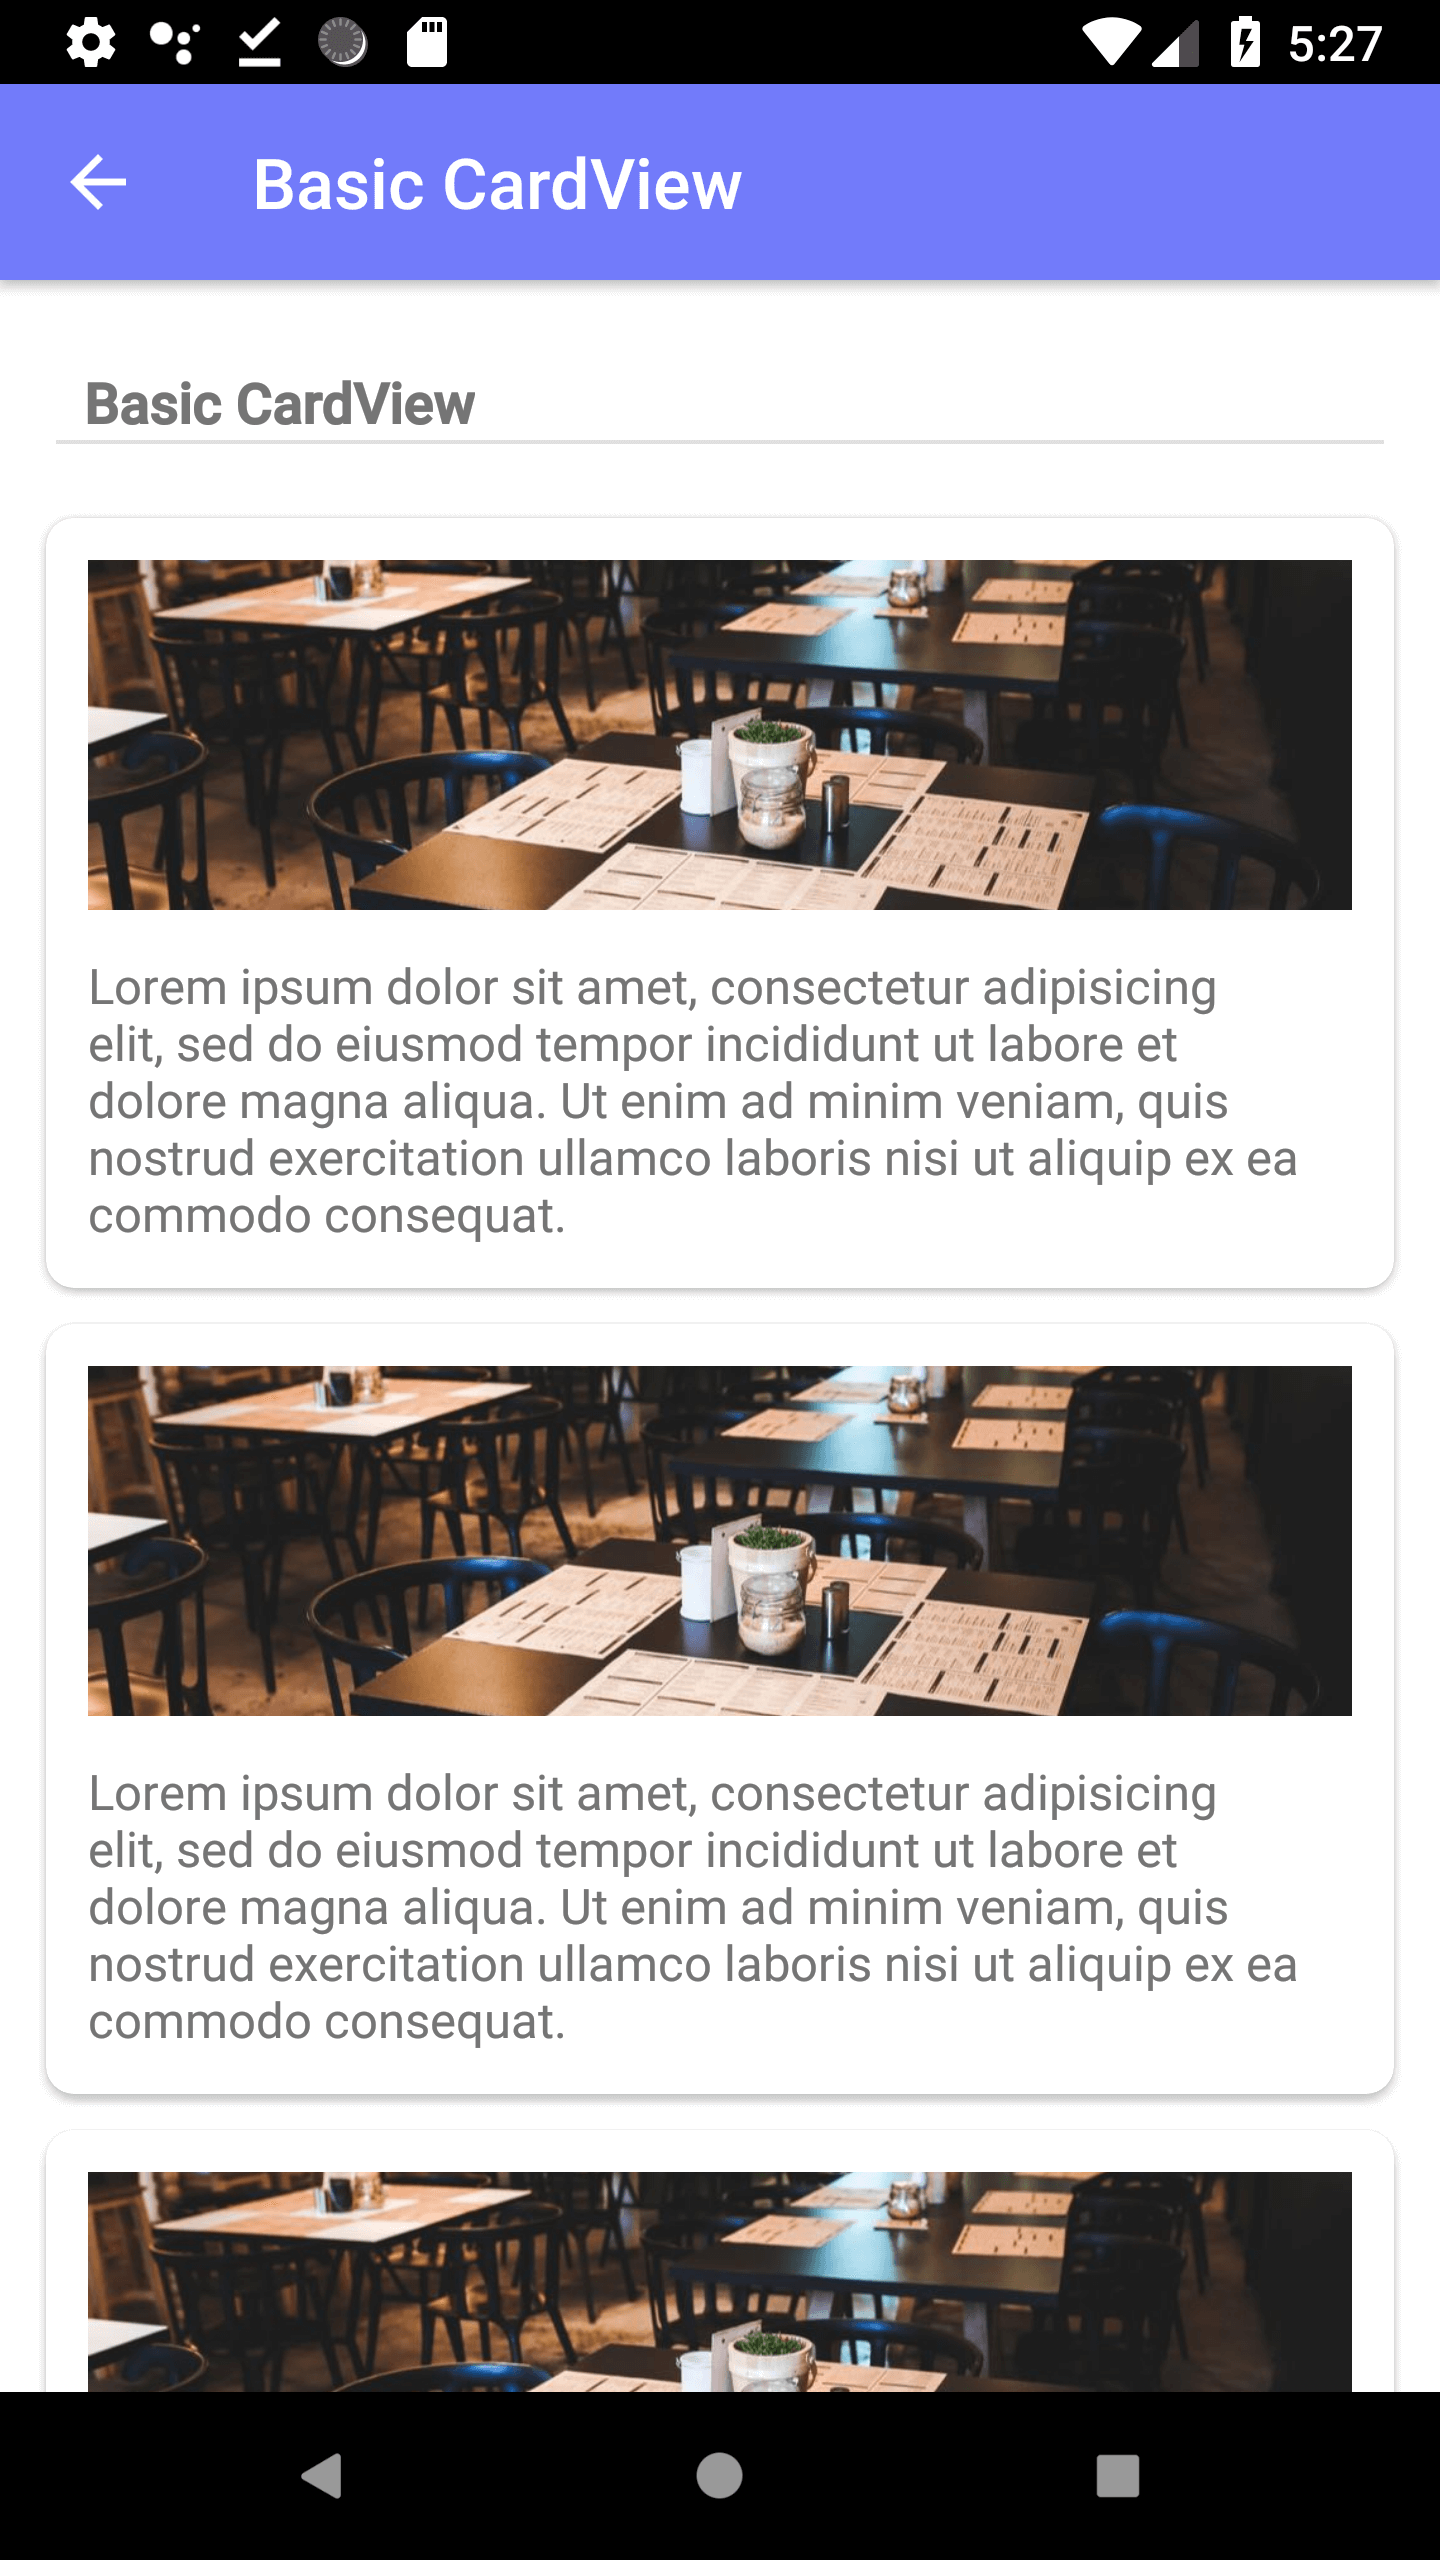 5:27
Basic CardView
Basic CardView
Lorem ipsum dolor sit amet, consectetur adipisicing
elit, sed do eiusmod tempor incididunt ut labore et
dolore magna aliqua. Ut enim ad minim veniam, quis
nostrud exercitation ullamco laboris nisi ut aliquip ex ea
commodo consequat.
Lorem ipsum dolor sit amet, consectetur adipisicing
elit, sed do eiusmod tempor incididunt ut labore et
dolore magna aliqua. Ut enim ad minim veniam, quis
nostrud exercitation ullamco laboris nisi ut aliquip ex ea
commodo consequat.